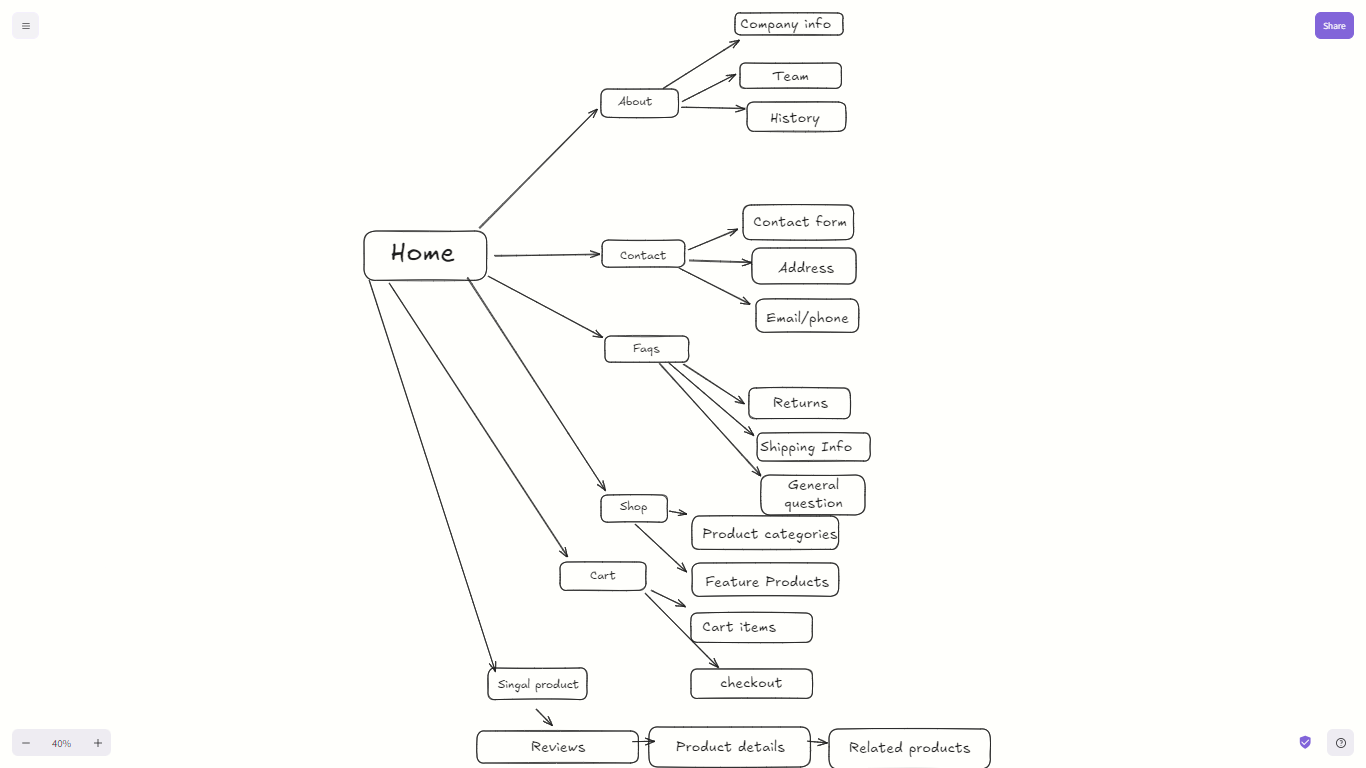 Company info
Share
Team
About
History
Contact form
Home
Contact
Address
Email/phone
Faqs
Returns
Shipping Info
General
question
Shop
Product categories
Cart
Feature Products
Cart items
Singal product
checkout
Reviews
Product details
Related products
40%